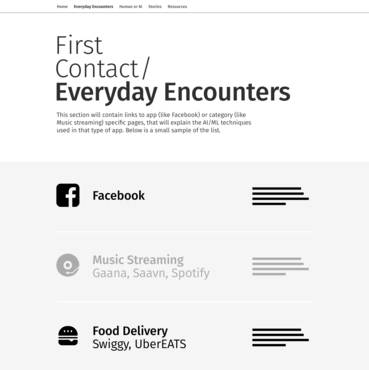 Home Everyday Encounters Human or AI Stories Resources
First
Contact/
Everyday Encounters
This section will contain links to app (like Facebook) or category (like
Music streaming) specific pages, that will explain the AI/ML techniques
used in that type of app. Below is a small sample of the list.
Facebook
Music Streaming
Gaana, Saavn, Spotify
Food Delivery
Swiggy, UberEATS